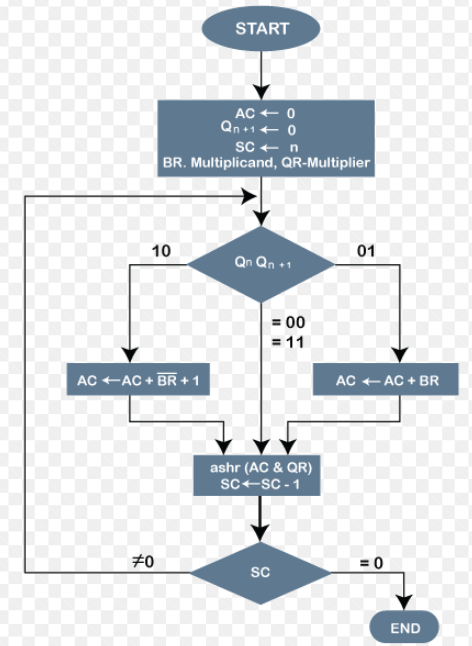 START
AC ← 0
Qn+1 ← 0
SC ← n
BR. Multiplicand, QR-Multiplier
Qn Qn+1
10
01
= 00
= 11
AC ← AC + B̅R̅ + 1
AC ← AC + BR
ashr (AC & QR)
SC ← SC - 1
SC
≠0
= 0
END